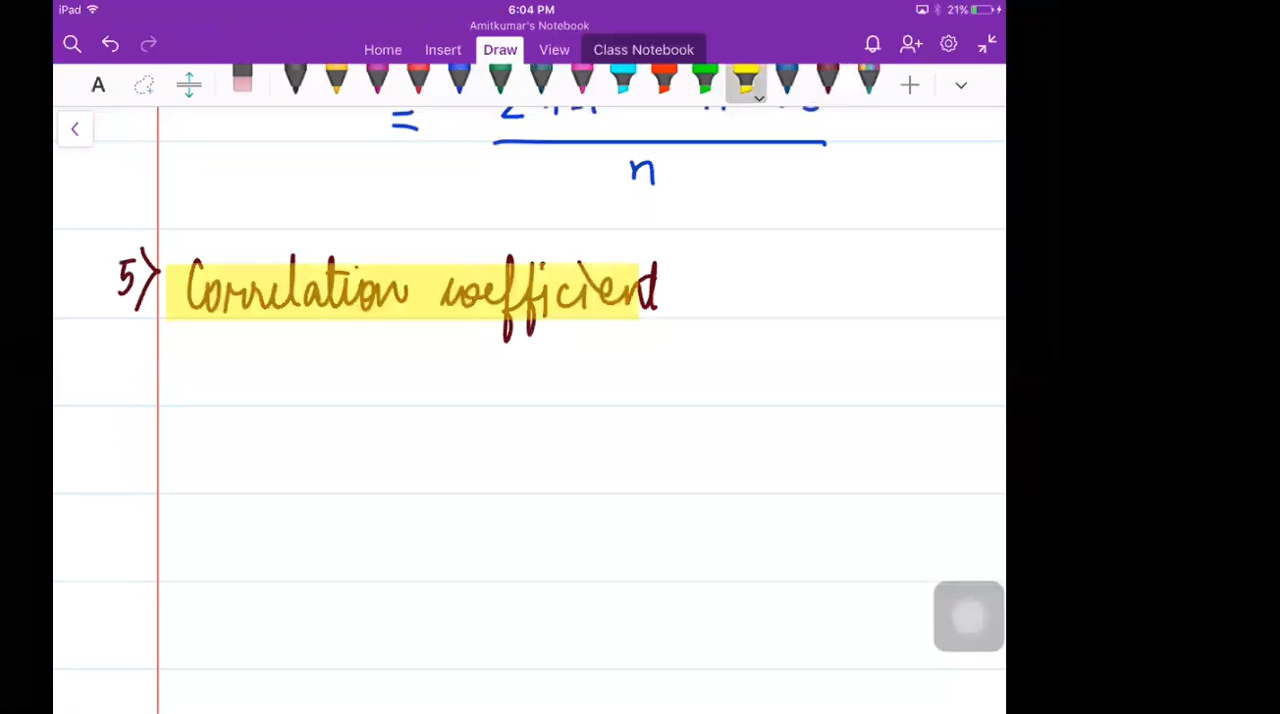 iPad 6:04 PM 21%
Amitkumar's Notebook
Home Insert Draw View Class Notebook
A
=
n
5) Correlation coefficient